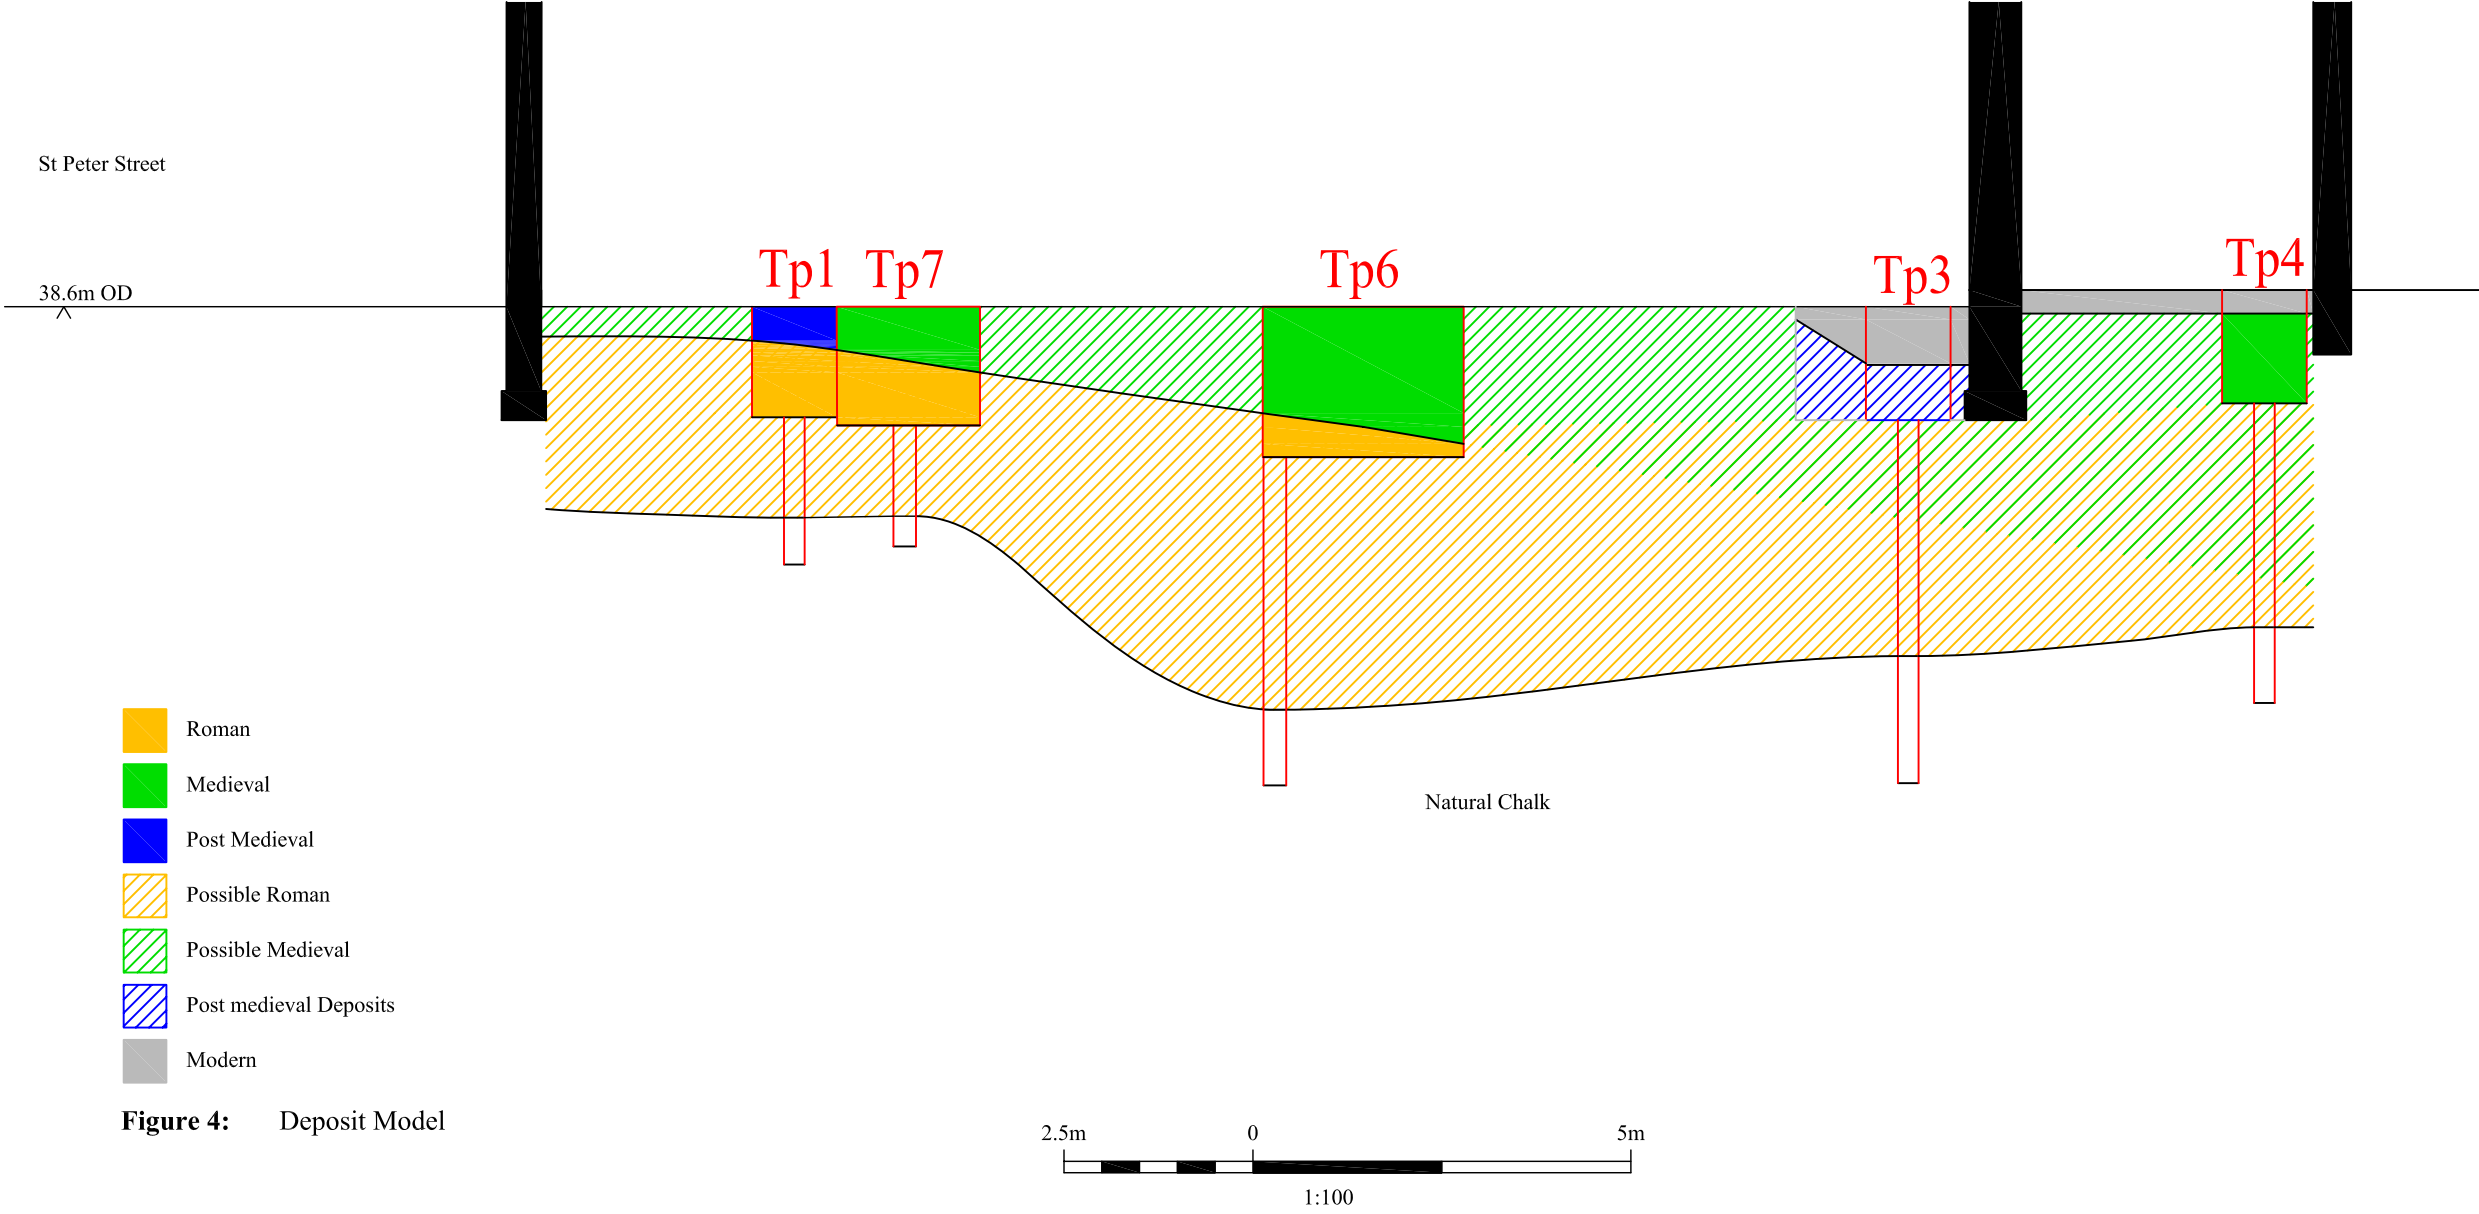 St Peter Street
38.6m OD
Tp1
Tp7
Tp6
Tp3
Tp4
Natural Chalk
Roman
Medieval
Post Medieval
Possible Roman
Possible Medieval
Post medieval Deposits
Modern
Figure 4: Deposit Model
2.5m 0 5m
1:100